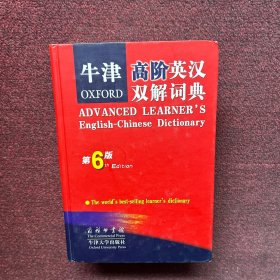 牛津 高阶英汉
OXFORD 双解词典
ADVANCED LEARNER'S
English-Chinese Dictionary
第6版
th Edition
The world's best-selling learner's dictionary
商务印书馆
The Commercial Press
牛津大学出版社
Oxford University Press